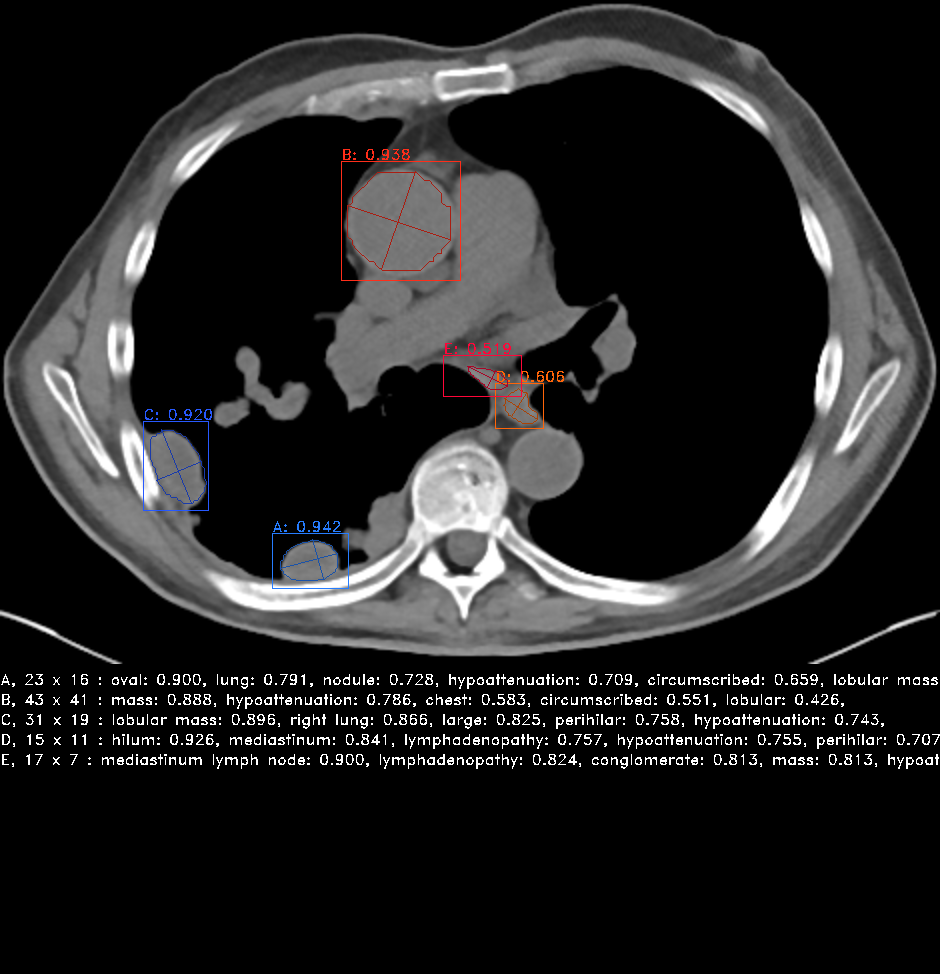 B: 0.938
E: 0.519
D: 0.606
C: 0.920
A: 0.942
A, 23 x 16 : oval: 0.900, lung: 0.791, nodule: 0.728, hypoattenuation: 0.709, circumscribed: 0.659, lobular mass
B, 43 x 41 : mass: 0.888, hypoattenuation: 0.786, chest: 0.583, circumscribed: 0.551, lobular: 0.426,
C, 31 x 19 : lobular mass: 0.896, right lung: 0.866, large: 0.825, perihilar: 0.758, hypoattenuation: 0.743,
D, 15 x 11 : hilum: 0.926, mediastinum: 0.841, lymphadenopathy: 0.757, hypoattenuation: 0.755, perihilar: 0.707
E, 17 x 7 : mediastinum lymph node: 0.900, lymphadenopathy: 0.824, conglomerate: 0.813, mass: 0.813, hypoat